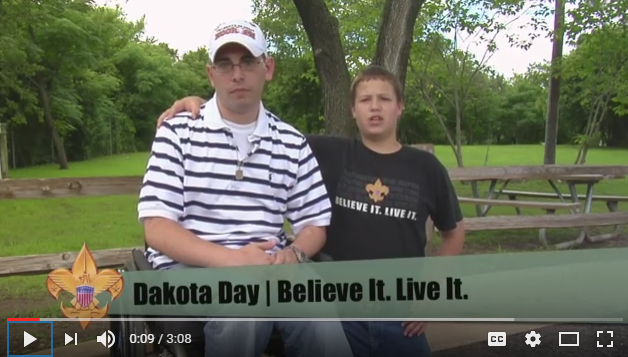 BELIEVE IT. LIVE IT.
Dakota Day | Believe It. Live It.
0:09 / 3:08
CC